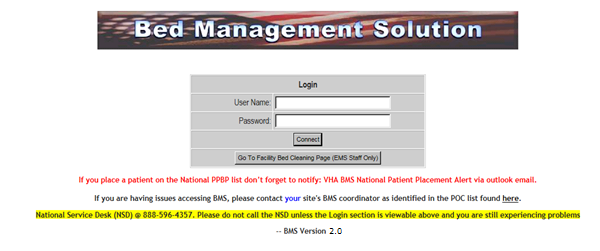 Bed Management Solution
Login
User Name:
Password:
Connect
Go To Facility Bed Cleaning Page (EMS Staff Only)
If you place a patient on the National PPBP list don't forget to notify: VHA BMS National Patient Placement Alert via outlook email.
If you are having issues accessing BMS, please contact your site's BMS coordinator as identified in the POC list found here.
National Service Desk (NSD) @ 888-596-4357. Please do not call the NSD unless the Login section is viewable above and you are still experiencing problems
-- BMS Version 2.0